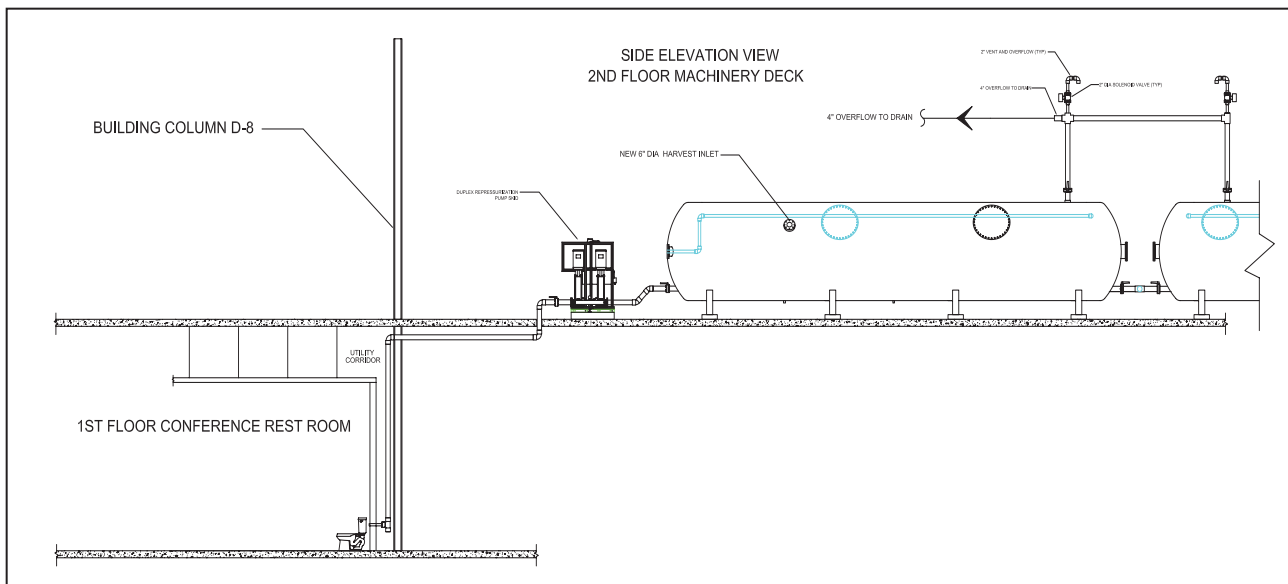 SIDE ELEVATION VIEW
2ND FLOOR MACHINERY DECK
2" VENT AND OVERFLOW (TYP)
2" DIA SOLENOID VALVE (TYP)
4" OVERFLOW TO DRAIN
4" OVERFLOW TO DRAIN
BUILDING COLUMN D-8
NEW 6" DIA  HARVEST INLET
DUPLEX REPRESSURIZATION
PUMP SKID
UTILITY
CORRIDOR
1ST FLOOR CONFERENCE REST ROOM